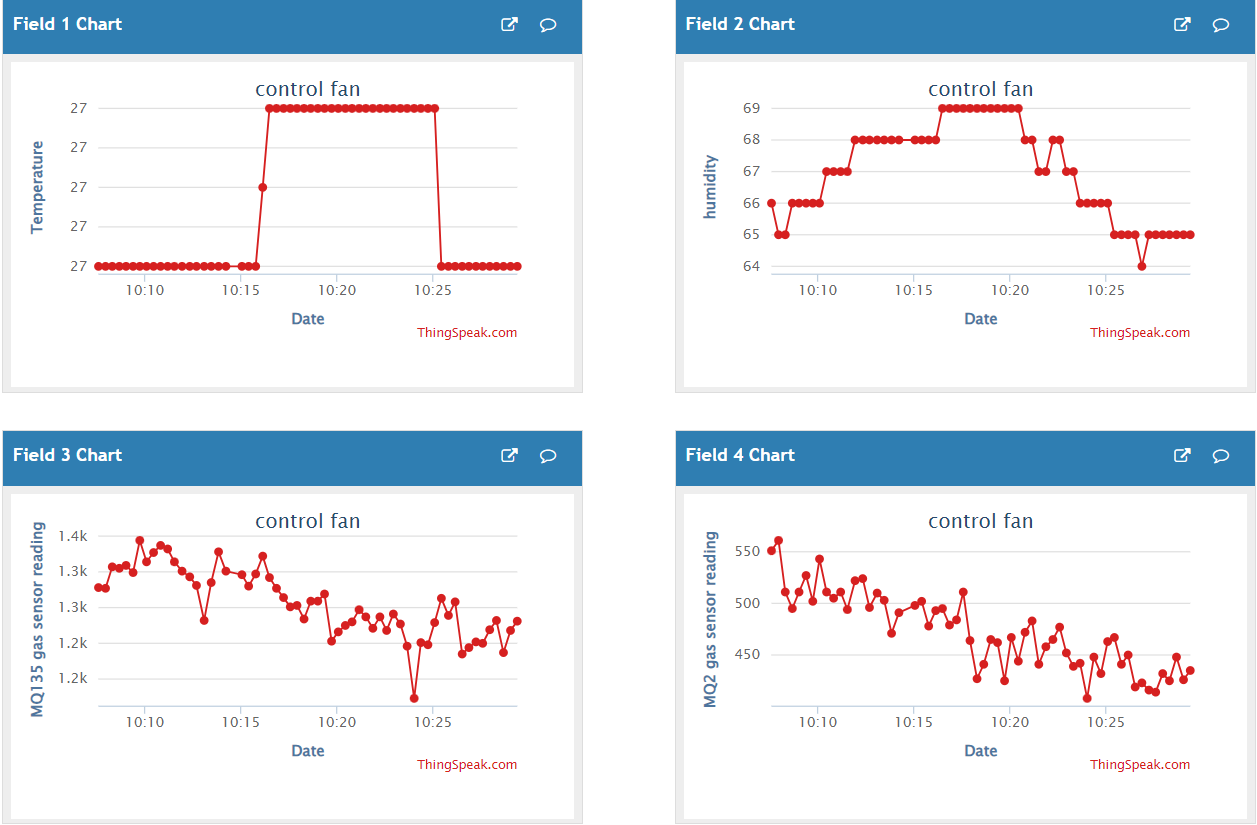 Field 1 Chart
control fan
Temperature
27
27
27
27
27
10:10 10:15 10:20 10:25
Date
ThingSpeak.com
Field 2 Chart
control fan
humidity
69
68
67
66
65
64
10:10 10:15 10:20 10:25
Date
ThingSpeak.com
Field 3 Chart
control fan
MQ135 gas sensor reading
1.4k
1.3k
1.3k
1.2k
1.2k
10:10 10:15 10:20 10:25
Date
ThingSpeak.com
Field 4 Chart
control fan
MQ2 gas sensor reading
550
500
450
10:10 10:15 10:20 10:25
Date
ThingSpeak.com